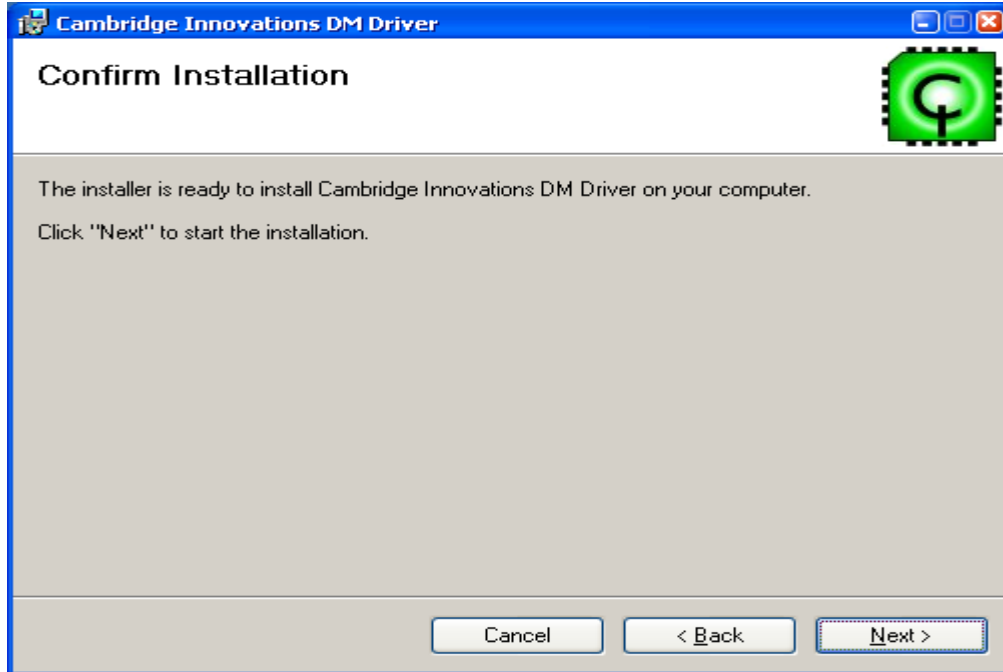 Cambridge Innovations DM Driver
Confirm Installation
The installer is ready to install Cambridge Innovations DM Driver on your computer.
Click "Next" to start the installation.
Cancel
< Back
Next >